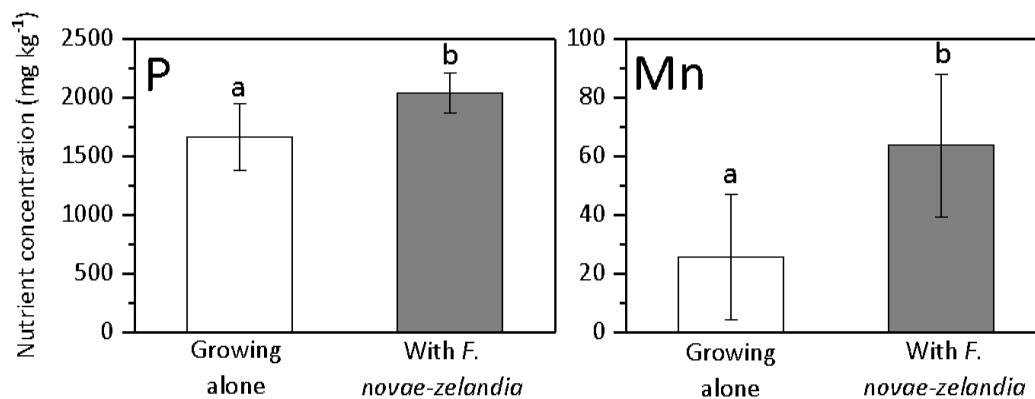 Nutrient concentration (mg kg⁻¹)
2500
2000
1500
1000
500
0
P
a
b
Growing
alone
With F.
novae-zelandia
100
80
60
40
20
0
Mn
a
b
Growing
alone
With F.
novae-zelandia